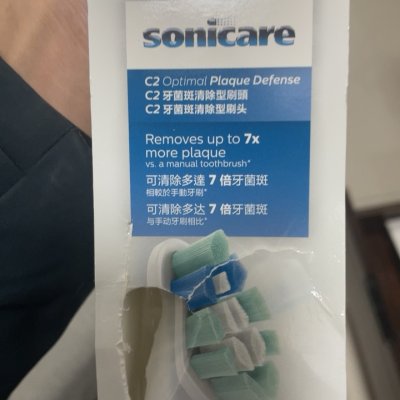 sonicare
C2 Optimal Plaque Defense
C2 牙菌斑清除型刷頭
C2 牙菌斑清除型刷头
Removes up to 7x
more plaque
vs. a manual toothbrush*
可清除多達 7 倍牙菌斑
相較於手動牙刷*
可清除多达 7 倍牙菌斑
与手动牙刷相比*